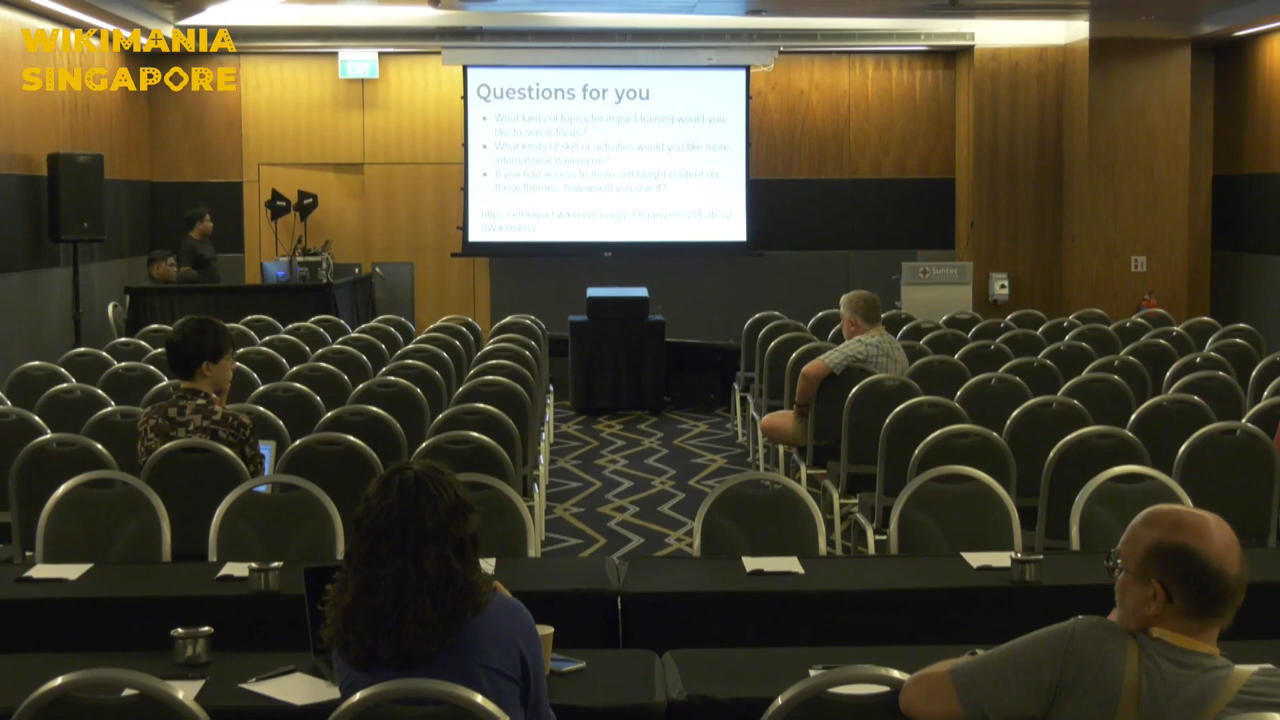 WIKIMANIA
SINGAPORE
EXIT
Questions for you
What kinds of topics for impact training would you
like to see in focus?
What kinds of skill or activities would you like more
international training on?
If you had access to more self taught content on
these themes, how would you use it?
Suntec